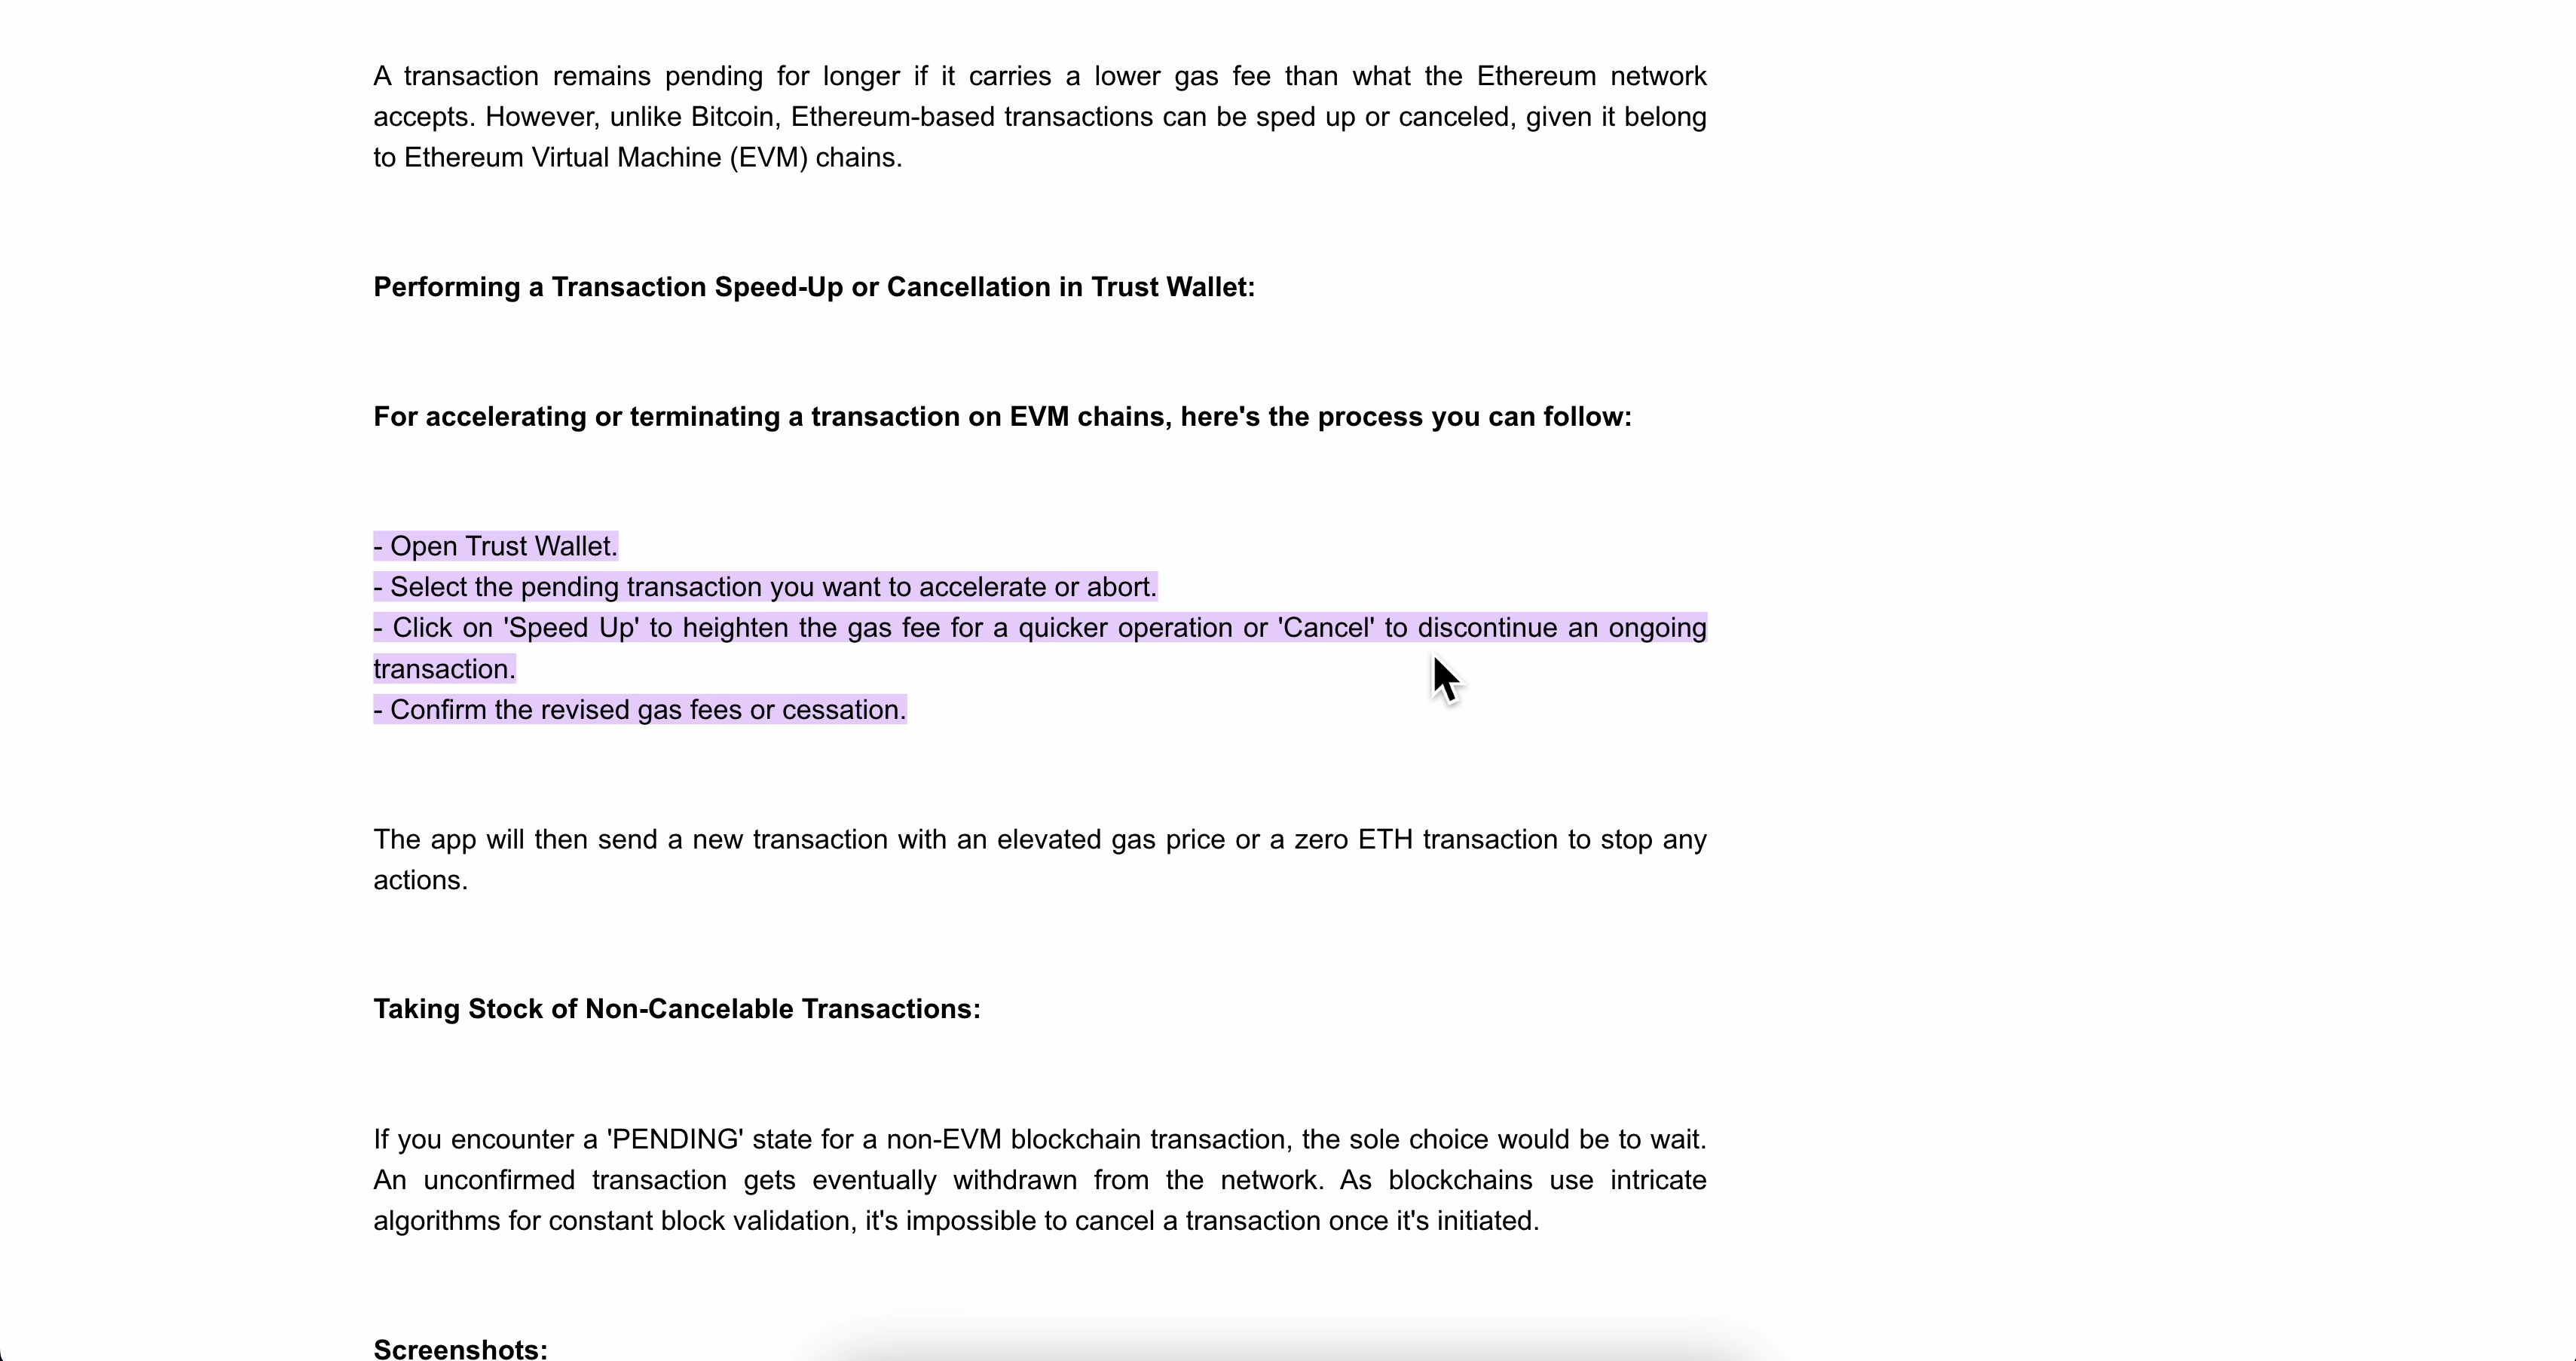 A transaction remains pending for longer if it carries a lower gas fee than what the Ethereum network
accepts. However, unlike Bitcoin, Ethereum-based transactions can be sped up or canceled, given it belong
to Ethereum Virtual Machine (EVM) chains.
Performing a Transaction Speed-Up or Cancellation in Trust Wallet:
For accelerating or terminating a transaction on EVM chains, here's the process you can follow:
- Open Trust Wallet.
- Select the pending transaction you want to accelerate or abort.
- Click on 'Speed Up' to heighten the gas fee for a quicker operation or 'Cancel' to discontinue an ongoing
transaction.
- Confirm the revised gas fees or cessation.
The app will then send a new transaction with an elevated gas price or a zero ETH transaction to stop any
actions.
Taking Stock of Non-Cancelable Transactions:
If you encounter a 'PENDING' state for a non-EVM blockchain transaction, the sole choice would be to wait.
An unconfirmed transaction gets eventually withdrawn from the network. As blockchains use intricate
algorithms for constant block validation, it's impossible to cancel a transaction once it's initiated.
Screenshots: